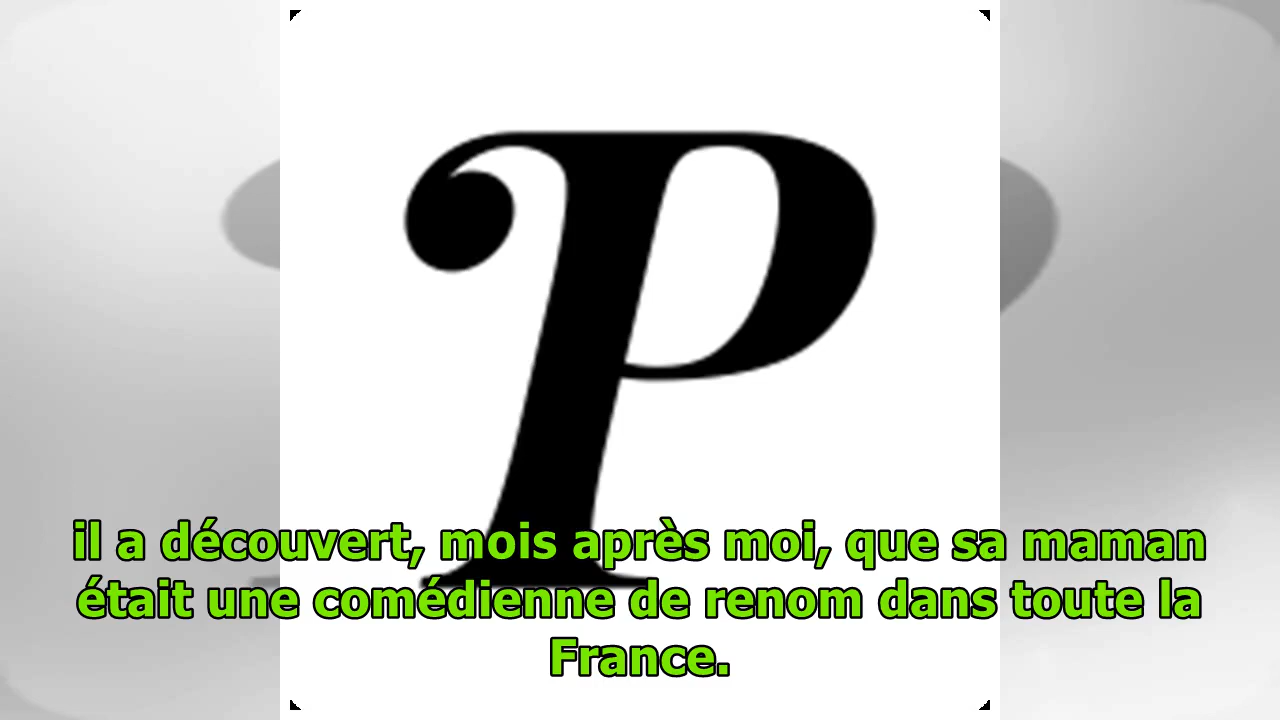 P
il a découvert, mois après moi, que sa maman
était une comédienne de renom dans toute la
France.